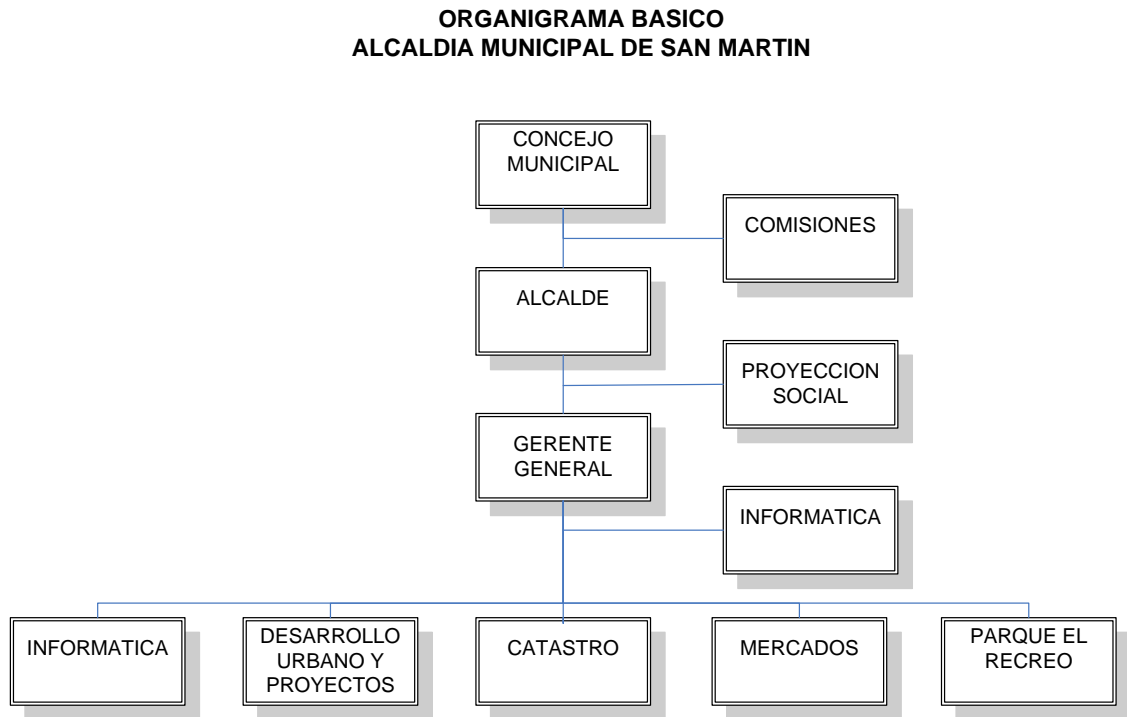 ORGANIGRAMA BASICO
ALCALDIA MUNICIPAL DE SAN MARTIN
CONCEJO
MUNICIPAL
COMISIONES
ALCALDE
PROYECCION
SOCIAL
GERENTE
GENERAL
INFORMATICA
INFORMATICA
DESARROLLO
URBANO Y
PROYECTOS
CATASTRO
MERCADOS
PARQUE EL
RECREO